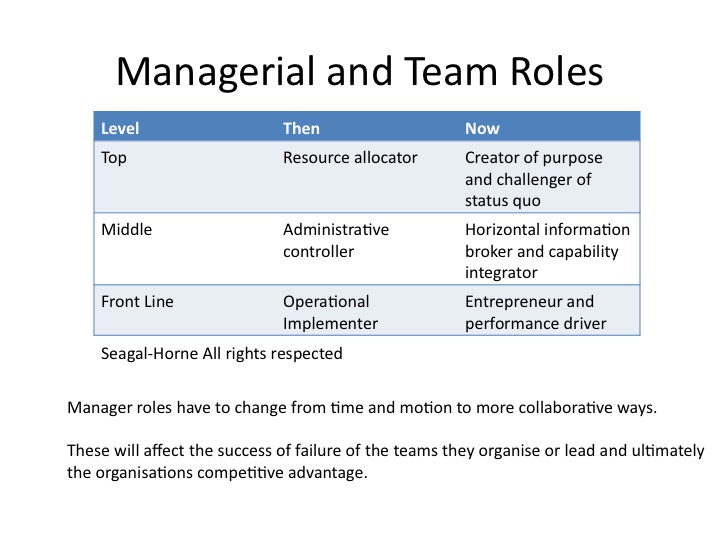 Managerial and Team Roles
Level Then Now
Top Resource allocator Creator of purpose
and challenger of
status quo
Middle Administrative Horizontal information
controller broker and capability
integrator
Front Line Operational Entrepreneur and
Implementer performance driver
Seagal-Horne All rights respected
Manager roles have to change from time and motion to more collaborative ways.
These will affect the success of failure of the teams they organise or lead and ultimately
the organisations competitive advantage.